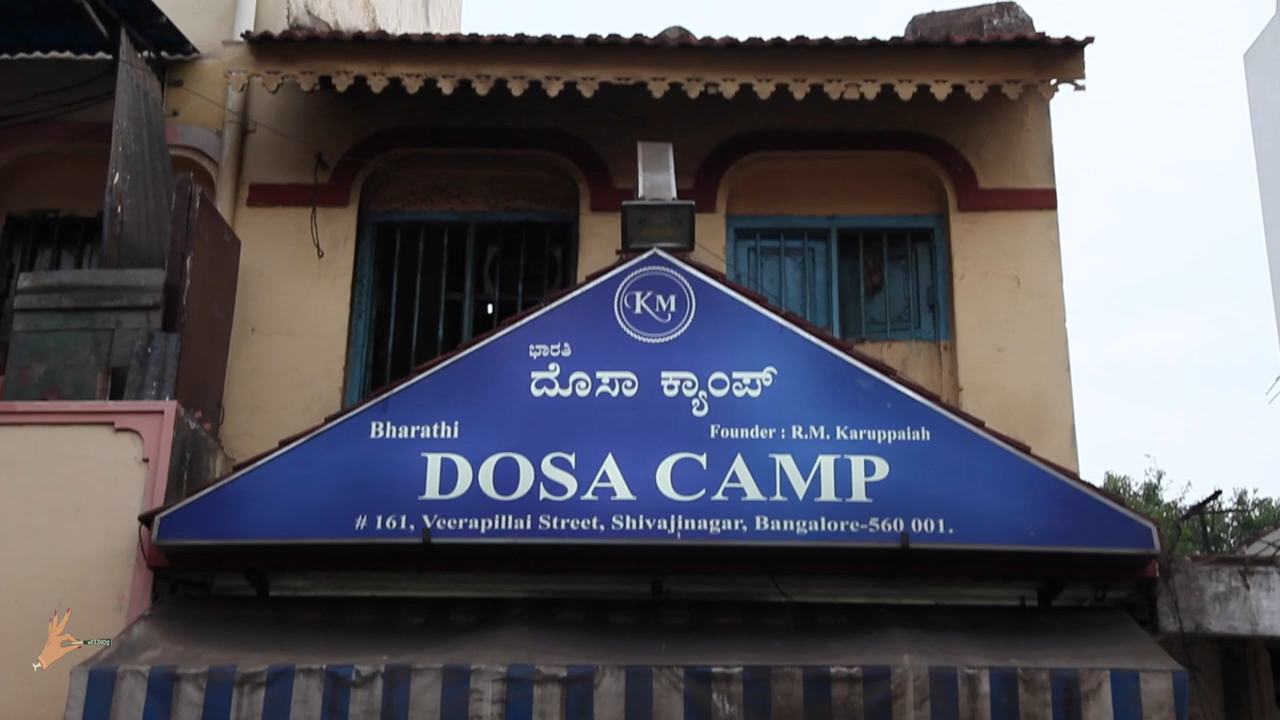 KM
ಭಾರತಿ
ದೊಸಾ ಕ್ಯಾಂಪ್
Bharathi
Founder : R.M. Karuppaiah
DOSA CAMP
# 161, Veerapillai Street, Shivajinagar, Bangalore-560 001.